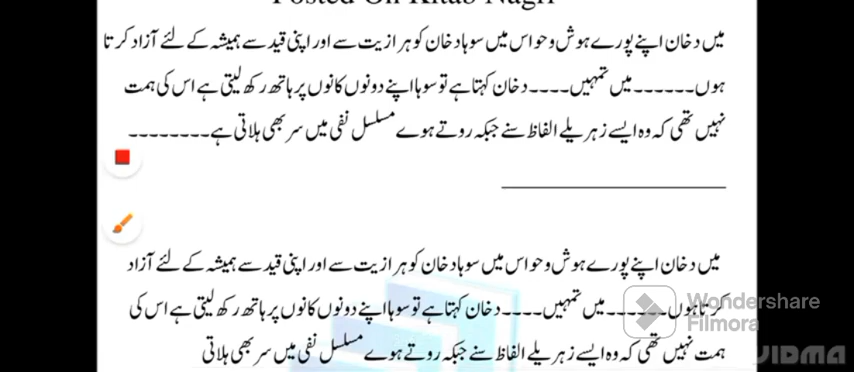 Posted On Kitab Nagri
میں دخان اپنے پورے ہوش و حواس میں سوہا دخان کو ہر ازیت سے اور اپنی قید سے ہمیشہ کے لئے آزاد کرتا
ہوں۔۔۔۔۔۔ میں تمہیں۔۔۔۔ دخان کہتا ہے تو سوہا اپنے دونوں کانوں پر ہاتھ رکھ لیتی ہے اس کی ہمت
نہیں تھی کہ وہ ایسے زہریلے الفاظ سنے جبکہ روتے ہوے مسلسل نفی میں سر بھی ہلاتی ہے۔۔۔۔۔۔۔۔
میں دخان اپنے پورے ہوش و حواس میں سوہا دخان کو ہر ازیت سے اور اپنی قید سے ہمیشہ کے لئے آزاد
کرتا ہوں۔۔۔۔۔۔ میں تمہیں۔۔۔۔ دخان کہتا ہے تو سوہا اپنے دونوں کانوں پر ہاتھ رکھ لیتی ہے اس کی
ہمت نہیں تھی کہ وہ ایسے زہریلے الفاظ سنے جبکہ روتے ہوے مسلسل نفی میں سر بھی ہلاتی
Wondershare
Filmora
VIDMA